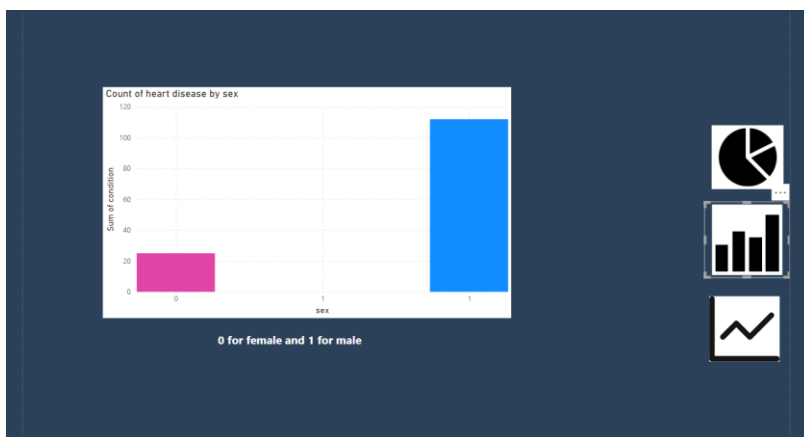 Count of heart disease by sex
120
100
80
60
40
20
0
Sum of condition
0 1 1
sex
0 for female and 1 for male